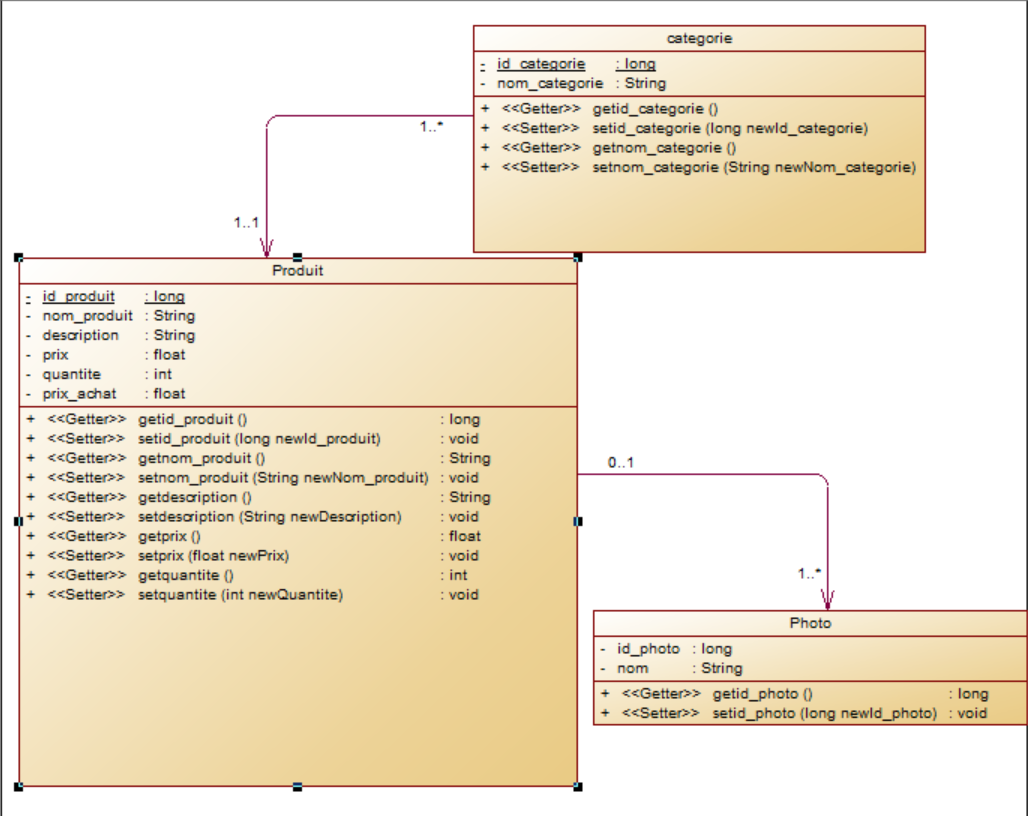 categorie
- id_categorie : long
- nom_categorie : String
+ <<Getter>> getid_categorie ()
+ <<Setter>> setid_categorie (long newId_categorie)
+ <<Getter>> getnom_categorie ()
+ <<Setter>> setnom_categorie (String newNom_categorie)
1..*
1..1
Produit
- id_produit : long
- nom_produit : String
- description : String
- prix : float
- quantite : int
- prix_achat : float
+ <<Getter>> getid_produit () : long
+ <<Setter>> setid_produit (long newId_produit) : void
+ <<Getter>> getnom_produit () : String
+ <<Setter>> setnom_produit (String newNom_produit) : void
+ <<Getter>> getdescription () : String
+ <<Setter>> setdescription (String newDescription) : void
+ <<Getter>> getprix () : float
+ <<Setter>> setprix (float newPrix) : void
+ <<Getter>> getquantite () : int
+ <<Setter>> setquantite (int newQuantite) : void
0..1
1..*
Photo
- id_photo : long
- nom : String
+ <<Getter>> getid_photo () : long
+ <<Setter>> setid_photo (long newId_photo) : void